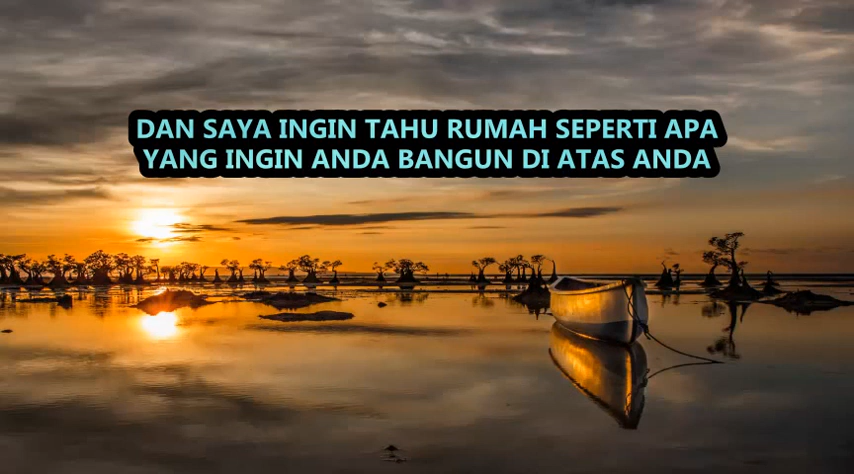 DAN SAYA INGIN TAHU RUMAH SEPERTI APA
YANG INGIN ANDA BANGUN DI ATAS ANDA